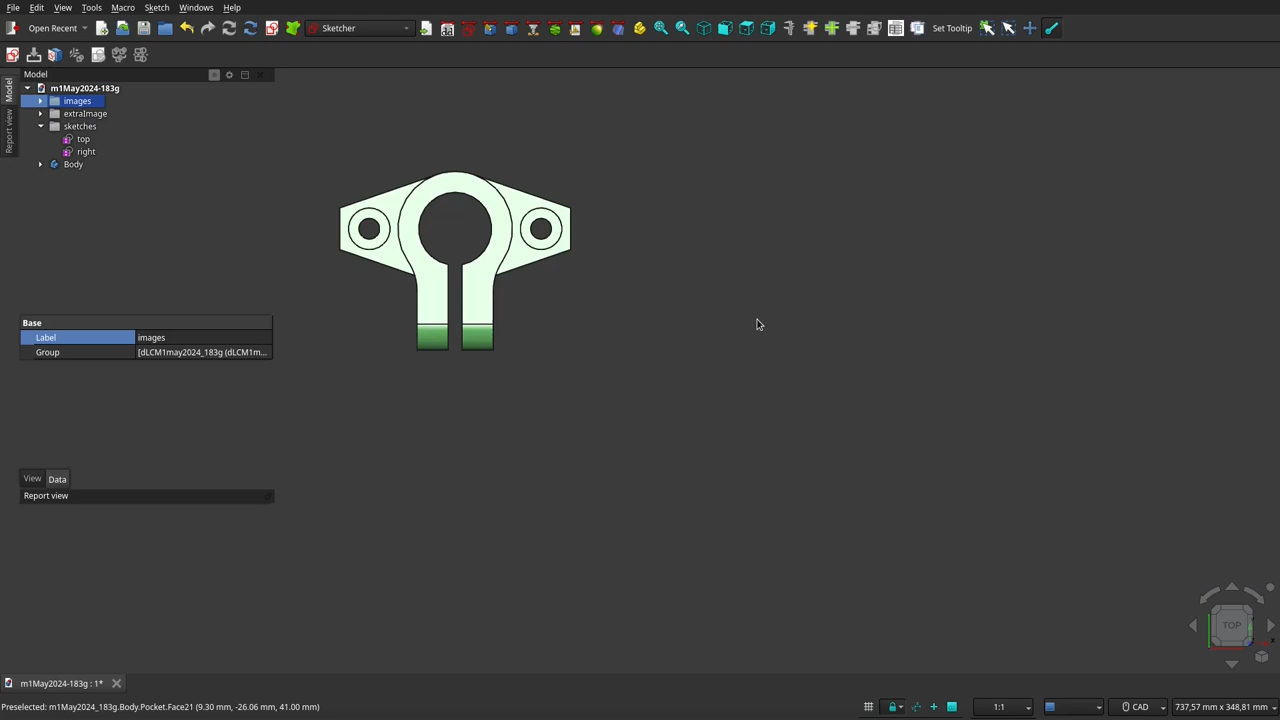 File Edit View Tools Macro Sketch Windows Help
Open Recent Sketcher Set Tooltip
Model
m1May2024-183g
images
extraImage
sketches
top
right
Body
Model
Report view
Base
Label images
Group [dLCM1may2024_183g (dLCM1m...
View Data
Report view
TOP
m1May2024-183g : 1*
Preselected: m1May2024_183g.Body.Pocket.Face21 (9.30 mm, -26.06 mm, 41.00 mm) 1:1 CAD 737,57 mm x 348,81 mm